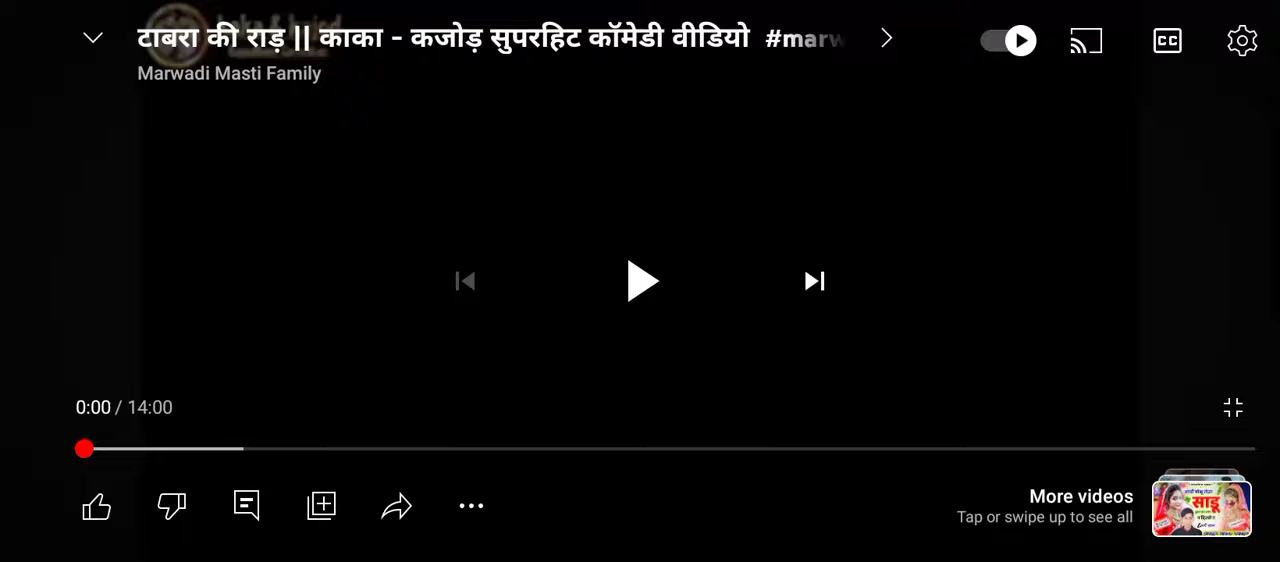 टाबरा की राड़ || काका - कजोड़ सुपरहिट कॉमेडी वीडियो #marw
Marwadi Masti Family
CC
0:00 / 14:00
More videos
Tap or swipe up to see all
साडू